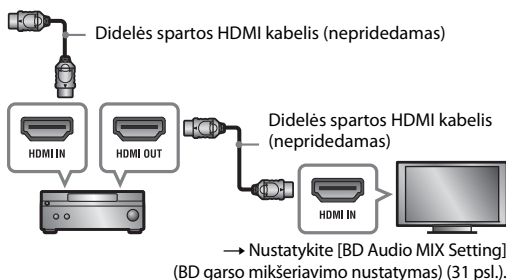 Didelės spartos HDMI kabelis (nepridedamas)
HDMI IN
HDMI OUT
Didelės spartos HDMI kabelis
(nepridedamas)
HDMI IN
→ Nustatykite [BD Audio MIX Setting]
(BD garso mikšeriavimo nustatymas) (31 psl.).